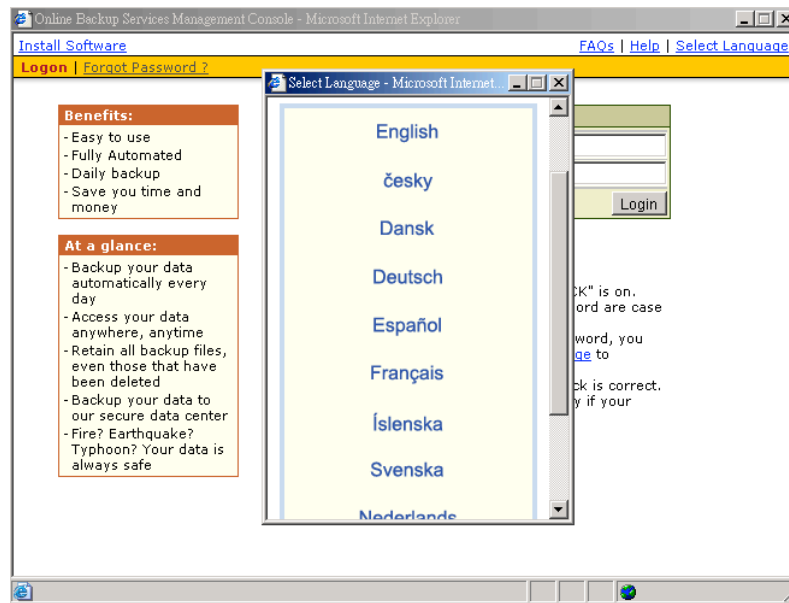 Online Backup Services Management Console - Microsoft Internet Explorer
Install Software
FAQs | Help | Select Language
Logon | Forgot Password ?
Select Language - Microsoft Internet...
Benefits:
- Easy to use
- Fully Automated
- Daily backup
- Save you time and
money
At a glance:
- Backup your data
automatically every
day
- Access your data
anywhere, anytime
- Retain all backup files,
even those that have
been deleted
- Backup your data to
our secure data center
- Fire? Earthquake?
Typhoon? Your data is
always safe
English
česky
Dansk
Deutsch
Español
Français
Íslenska
Svenska
Nederlands
Login
" is on.
are case
word, you
to
is correct.
if your